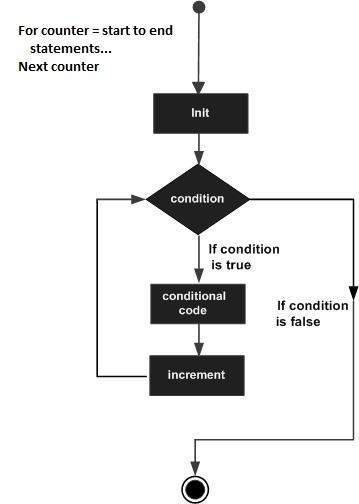 For counter = start to end
statements...
Next counter
Init
condition
If condition
is true
conditional
code
If condition
is false
increment